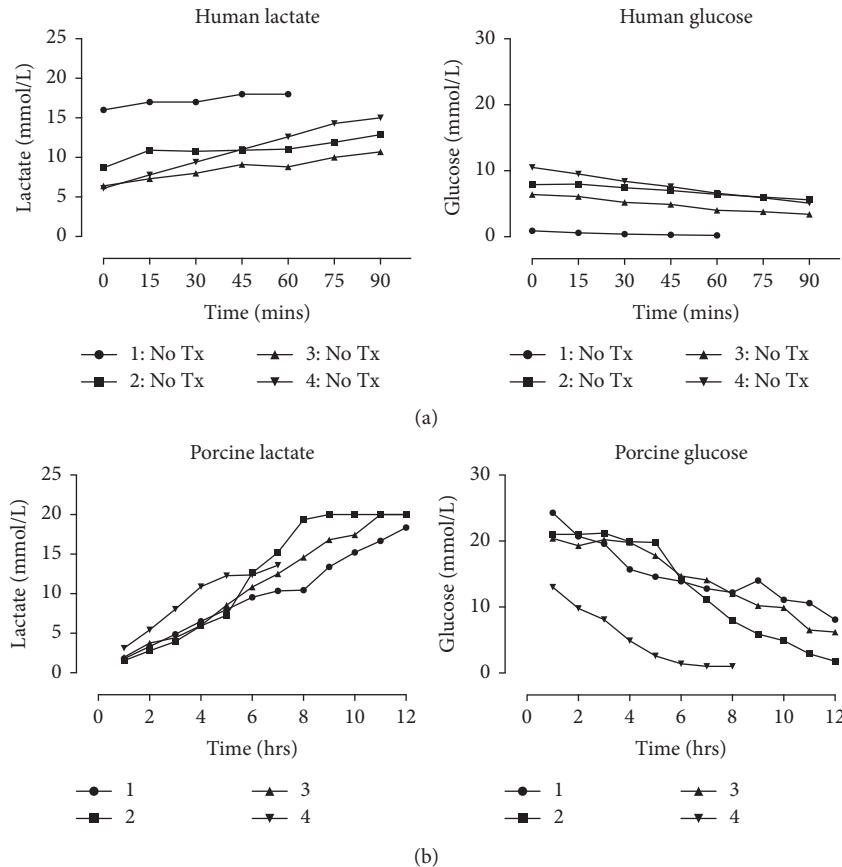 Human lactate
25
20
15
10
5
0
Lactate (mmol/L)
0 15 30 45 60 75 90
Time (mins)
1: No Tx
2: No Tx
3: No Tx
4: No Tx
Human glucose
30
20
10
0
Glucose (mmol/L)
0 15 30 45 60 75 90
Time (mins)
1: No Tx
2: No Tx
3: No Tx
4: No Tx
(a)
Porcine lactate
25
20
15
10
5
0
Lactate (mmol/L)
0 2 4 6 8 10 12
Time (hrs)
1
2
3
4
Porcine glucose
30
20
10
0
Glucose (mmol/L)
0 2 4 6 8 10 12
Time (hrs)
1
2
3
4
(b)